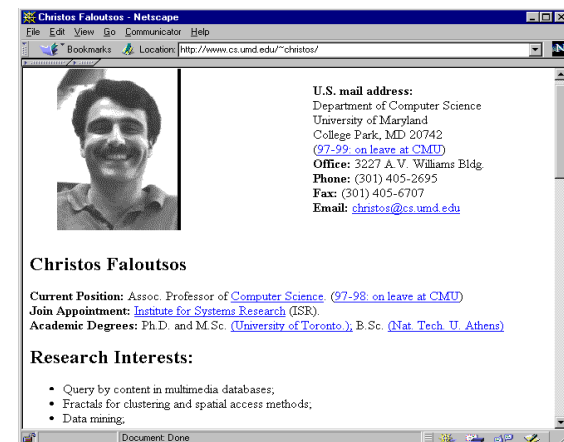 Christos Faloutsos - Netscape
File Edit View Go Communicator Help
Bookmarks Location: http://www.cs.umd.edu/~christos/
U.S. mail address:
Department of Computer Science
University of Maryland
College Park, MD 20742
(97-99: on leave at CMU)
Office: 3227 A.V. Williams Bldg.
Phone: (301) 405-2695
Fax: (301) 405-6707
Email: christos@cs.umd.edu
Christos Faloutsos
Current Position: Assoc. Professor of Computer Science. (97-98: on leave at CMU)
Join Appointment: Institute for Systems Research (ISR).
Academic Degrees: Ph.D. and M.Sc. (University of Toronto.); B.Sc. (Nat. Tech. U. Athens)
Research Interests:
• Query by content in multimedia databases;
• Fractals for clustering and spatial access methods;
• Data mining;
Document: Done